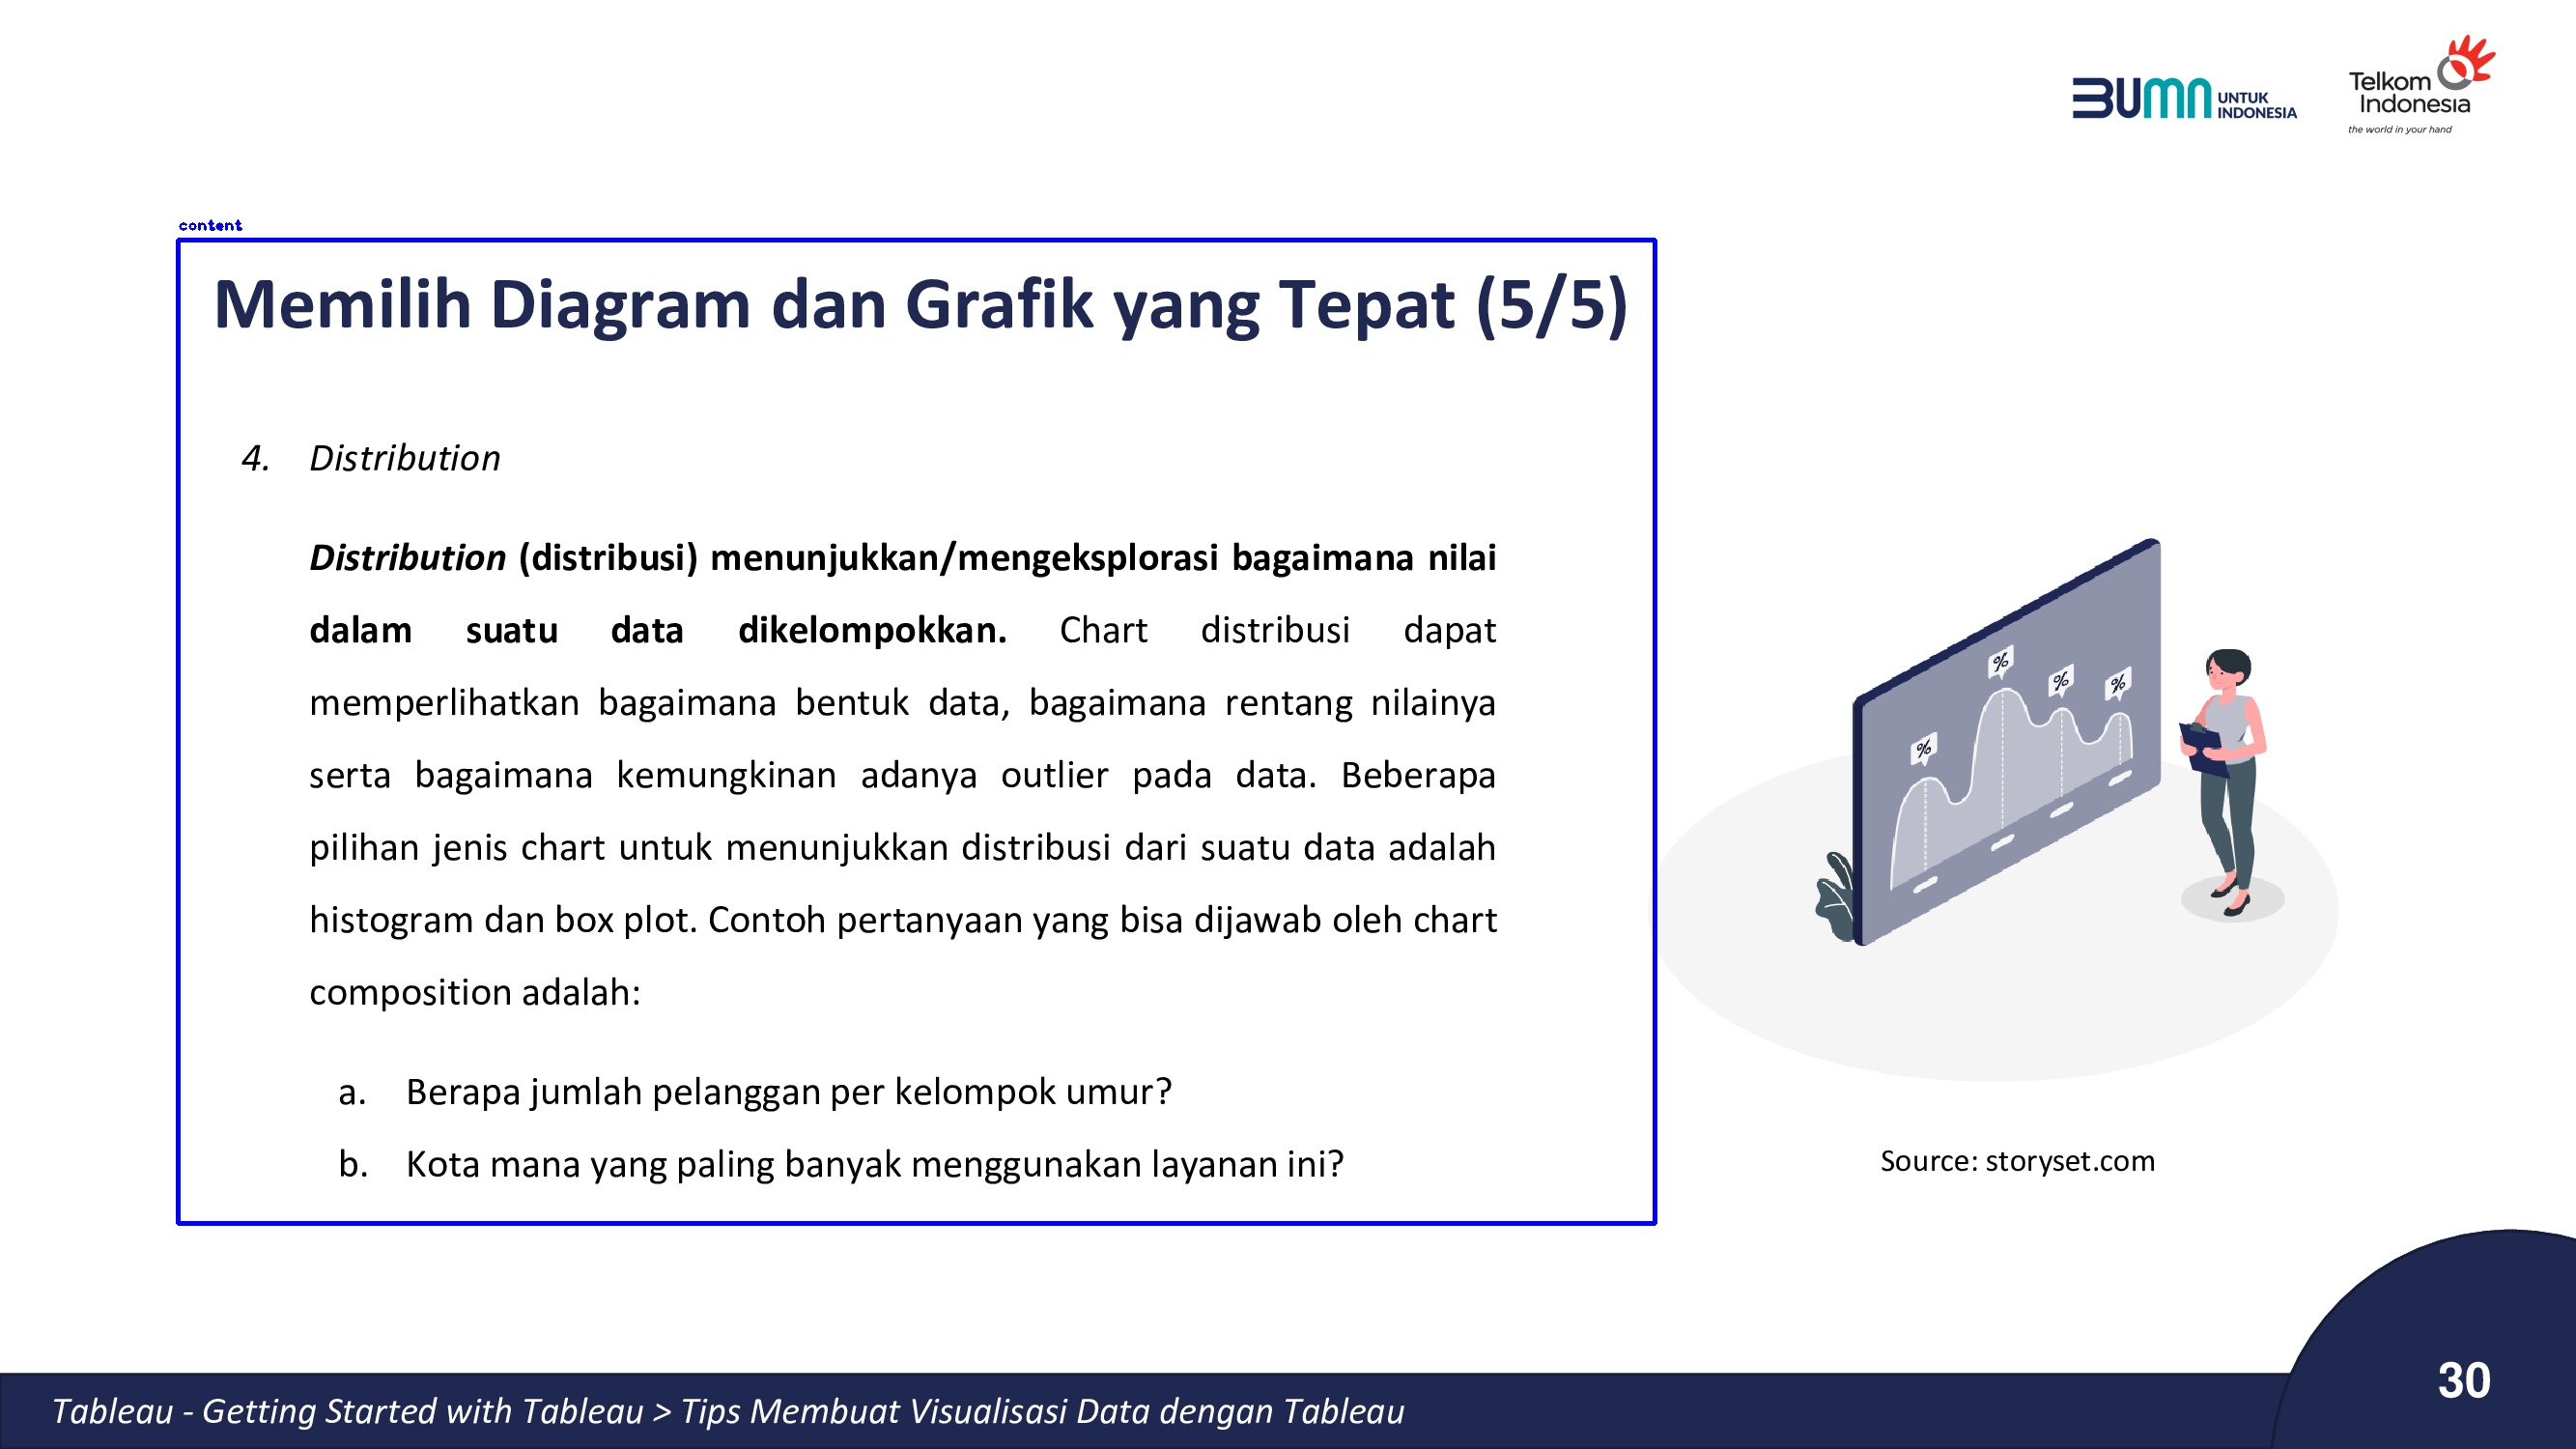 BUMN UNTUK INDONESIA
Telkom Indonesia
the world in your hand
content
Memilih Diagram dan Grafik yang Tepat (5/5)
4. Distribution
Distribution (distribusi) menunjukkan/mengeksplorasi bagaimana nilai
dalam suatu data dikelompokkan. Chart distribusi dapat
memperlihatkan bagaimana bentuk data, bagaimana rentang nilainya
serta bagaimana kemungkinan adanya outlier pada data. Beberapa
pilihan jenis chart untuk menunjukkan distribusi dari suatu data adalah
histogram dan box plot. Contoh pertanyaan yang bisa dijawab oleh chart
composition adalah:
a. Berapa jumlah pelanggan per kelompok umur?
b. Kota mana yang paling banyak menggunakan layanan ini?
%
%
%
%
Source: storyset.com
Tableau - Getting Started with Tableau > Tips Membuat Visualisasi Data dengan Tableau
30